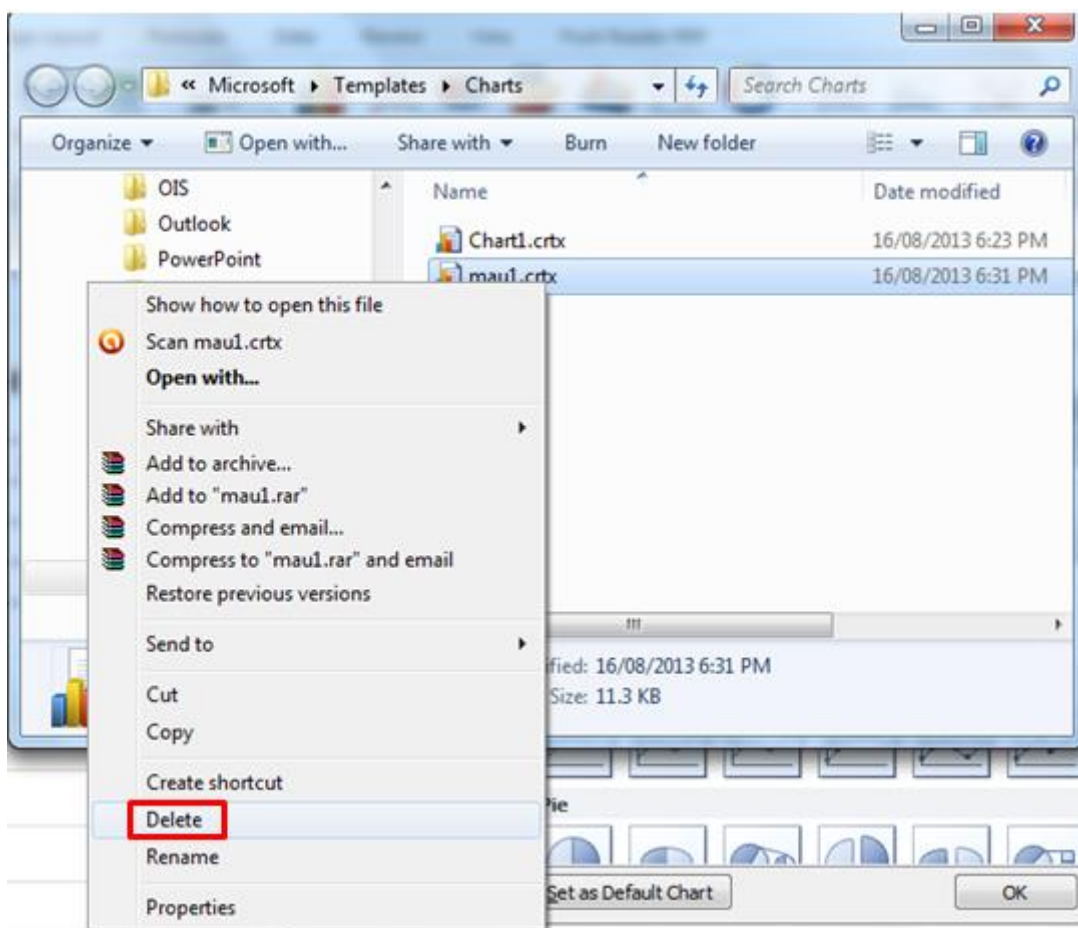 « Microsoft ▸ Templates ▸ Charts
Search Charts
Organize Open with... Share with Burn New folder
OIS
Outlook
PowerPoint
Name Date modified
Chart1.crtx 16/08/2013 6:23 PM
mau1.crtx 16/08/2013 6:31 PM
Show how to open this file
Scan mau1.crtx
Open with...
Share with
Add to archive...
Add to "mau1.rar"
Compress and email...
Compress to "mau1.rar" and email
Restore previous versions
Send to
Cut
Copy
Create shortcut
Delete
Rename
Properties
16/08/2013 6:31 PM
Size: 11.3 KB
Set as Default Chart
OK